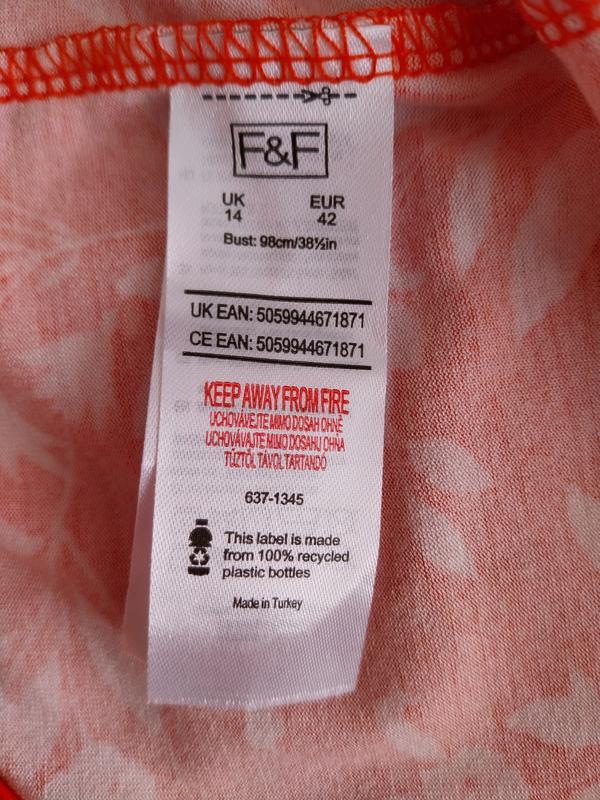 F&F
UK EUR
14 42
Bust: 98cm/38½in
UK EAN: 5059944671871
CE EAN: 5059944671871
KEEP AWAY FROM FIRE
UCHOVÁVEJTE MIMO DOSAH OHNĚ
UCHOVÁVAJTE MIMO DOSAHU OHŇA
TŰZTŐL TÁVOL TARTANDÓ
637-1345
This label is made
from 100% recycled
plastic bottles
Made in Turkey